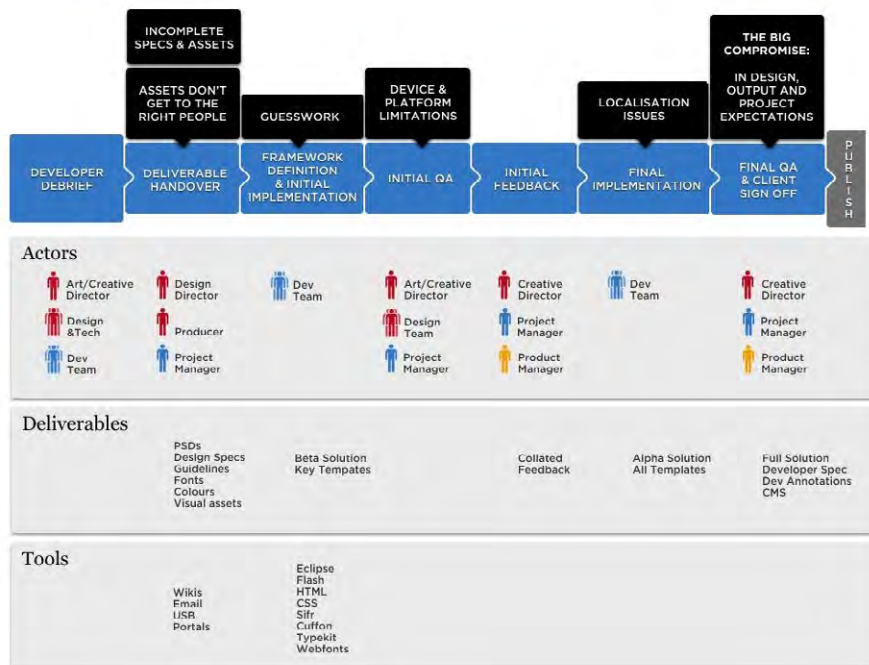 INCOMPLETE
SPECS & ASSETS
ASSETS DON'T
GET TO THE
RIGHT PEOPLE
GUESSWORK
DEVICE &
PLATFORM
LIMITATIONS
LOCALISATION
ISSUES
THE BIG
COMPROMISE:
IN DESIGN,
OUTPUT AND
PROJECT
EXPECTATIONS
DEVELOPER
DEBRIEF
DELIVERABLE
HANDOVER
FRAMEWORK
DEFINITION
& INITIAL
IMPLEMENTATION
INITIAL QA
INITIAL
FEEDBACK
FINAL
IMPLEMENTATION
FINAL QA
& CLIENT
SIGN OFF
PUBLISH
Actors
Art/Creative
Director
Design
&Tech
Dev
Team
Design
Director
Producer
Project
Manager
Dev
Team
Art/Creative
Director
Design
Team
Project
Manager
Creative
Director
Project
Manager
Product
Manager
Dev
Team
Creative
Director
Project
Manager
Product
Manager
Deliverables
PSDs
Design Specs
Guidelines
Fonts
Colours
Visual assets
Beta Solution
Key Tempates
Collated
Feedback
Alpha Solution
All Templates
Full Solution
Developer Spec
Dev Annotations
CMS
Tools
Wikis
Email
USB
Portals
Eclipse
Flash
HTML
CSS
Sifr
Cuffon
Typekit
Webfonts